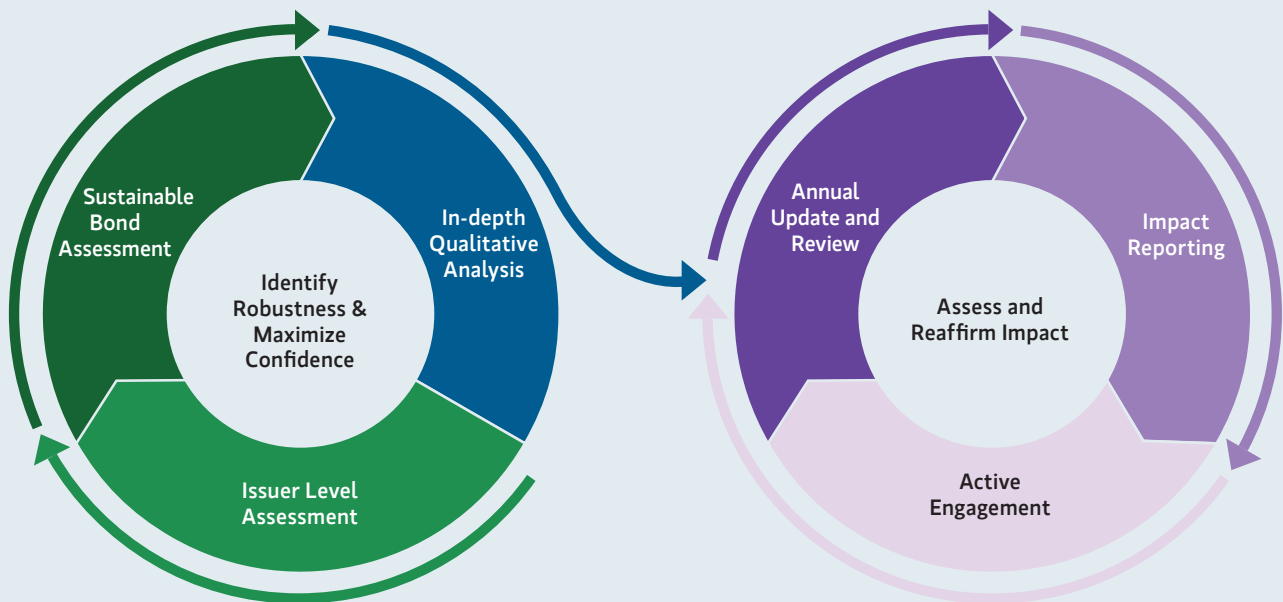 Sustainable
Bond
Assessment
In-depth
Qualitative
Analysis
Identify
Robustness &
Maximize
Confidence
Issuer Level
Assessment
Annual
Update and
Review
Impact
Reporting
Assess and
Reaffirm Impact
Active
Engagement